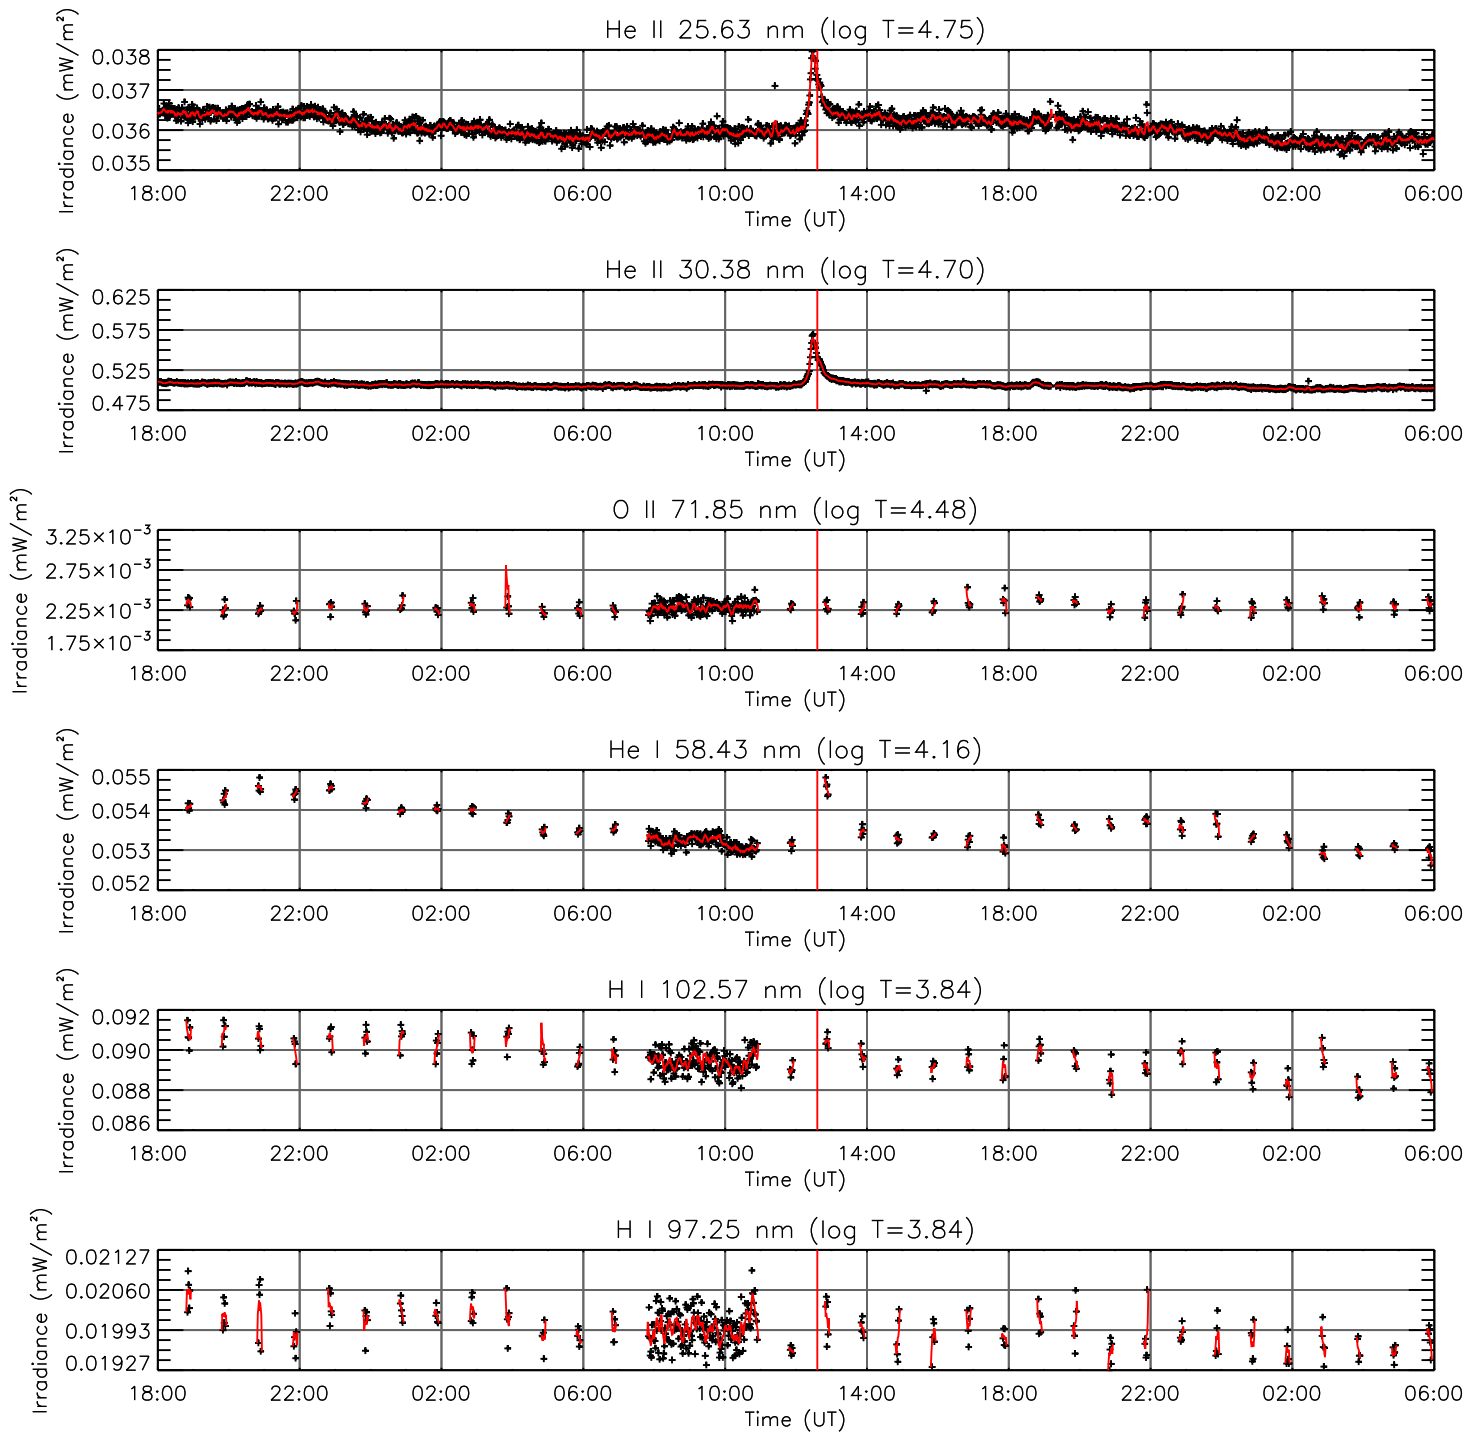 He II 25.63 nm (log T=4.75)
Irradiance (mW/m²)
0.038
0.037
0.036
0.035
18:00 22:00 02:00 06:00 10:00 14:00 18:00 22:00 02:00 06:00
Time (UT)
He II 30.38 nm (log T=4.70)
Irradiance (mW/m²)
0.625
0.575
0.525
0.475
18:00 22:00 02:00 06:00 10:00 14:00 18:00 22:00 02:00 06:00
Time (UT)
O II 71.85 nm (log T=4.48)
Irradiance (mW/m²)
3.25×10⁻³
2.75×10⁻³
2.25×10⁻³
1.75×10⁻³
18:00 22:00 02:00 06:00 10:00 14:00 18:00 22:00 02:00 06:00
Time (UT)
He I 58.43 nm (log T=4.16)
Irradiance (mW/m²)
0.055
0.054
0.053
0.052
18:00 22:00 02:00 06:00 10:00 14:00 18:00 22:00 02:00 06:00
Time (UT)
H I 102.57 nm (log T=3.84)
Irradiance (mW/m²)
0.092
0.090
0.088
0.086
18:00 22:00 02:00 06:00 10:00 14:00 18:00 22:00 02:00 06:00
Time (UT)
H I 97.25 nm (log T=3.84)
Irradiance (mW/m²)
0.02127
0.02060
0.01993
0.01927
18:00 22:00 02:00 06:00 10:00 14:00 18:00 22:00 02:00 06:00
Time (UT)